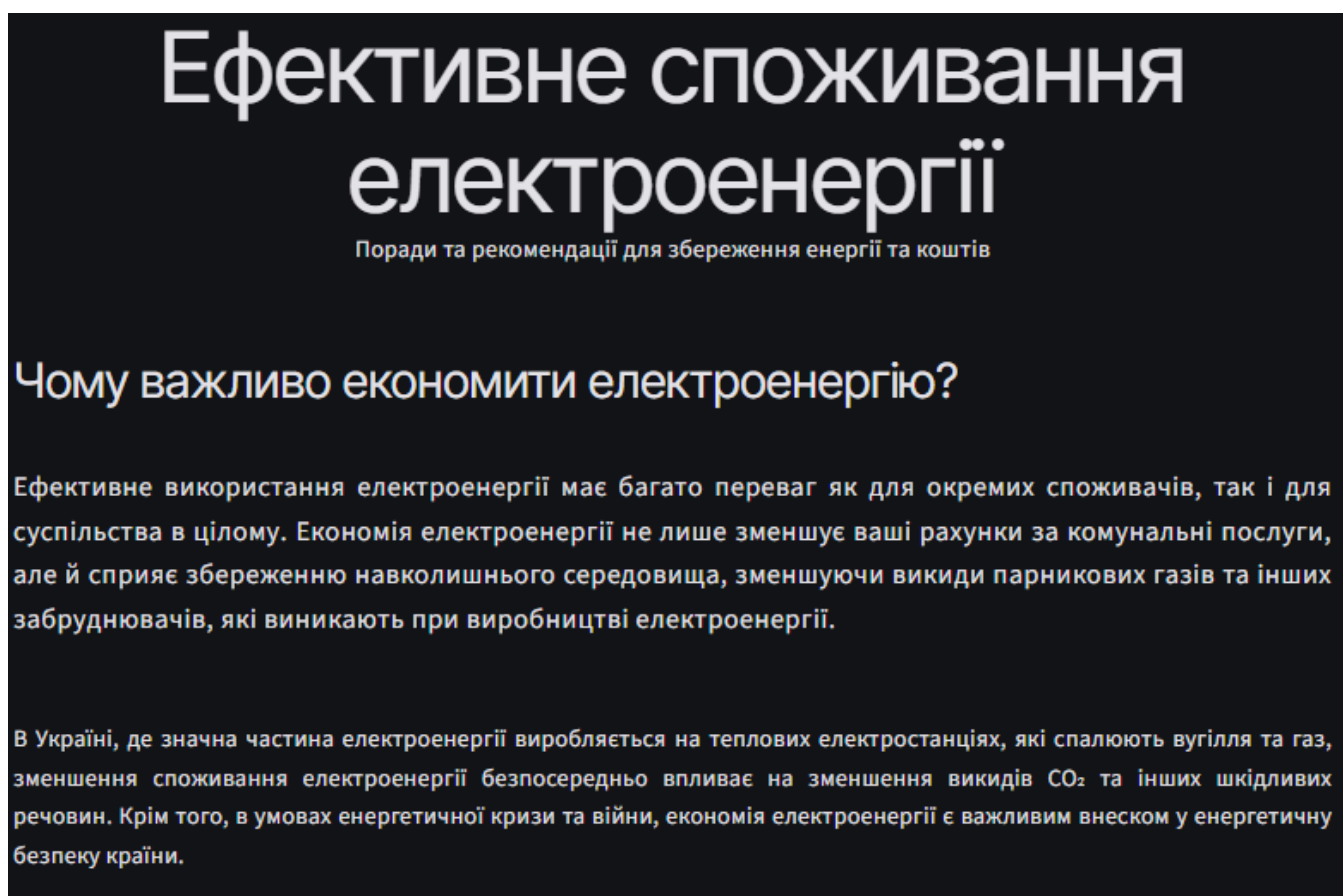 Ефективне споживання
електроенергії
Поради та рекомендації для збереження енергії та коштів
Чому важливо економити електроенергію?
Ефективне використання електроенергії має багато переваг як для окремих споживачів, так і для
суспільства в цілому. Економія електроенергії не лише зменшує ваші рахунки за комунальні послуги,
але й сприяє збереженню навколишнього середовища, зменшуючи викиди парникових газів та інших
забруднювачів, які виникають при виробництві електроенергії.
В Україні, де значна частина електроенергії виробляється на теплових електростанціях, які спалюють вугілля та газ,
зменшення споживання електроенергії безпосередньо впливає на зменшення викидів CO₂ та інших шкідливих
речовин. Крім того, в умовах енергетичної кризи та війни, економія електроенергії є важливим внеском у енергетичну
безпеку країни.